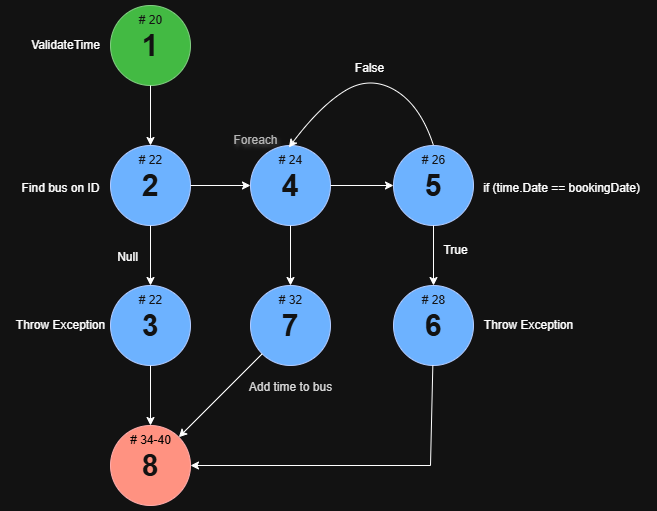 # 20
ValidateTime
1
False
Foreach
# 22
# 24
# 26
Find bus on ID
2
4
5
if (time.Date == bookingDate)
Null
True
# 22
# 32
# 28
Throw Exception
3
7
6
Throw Exception
Add time to bus
# 34-40
8